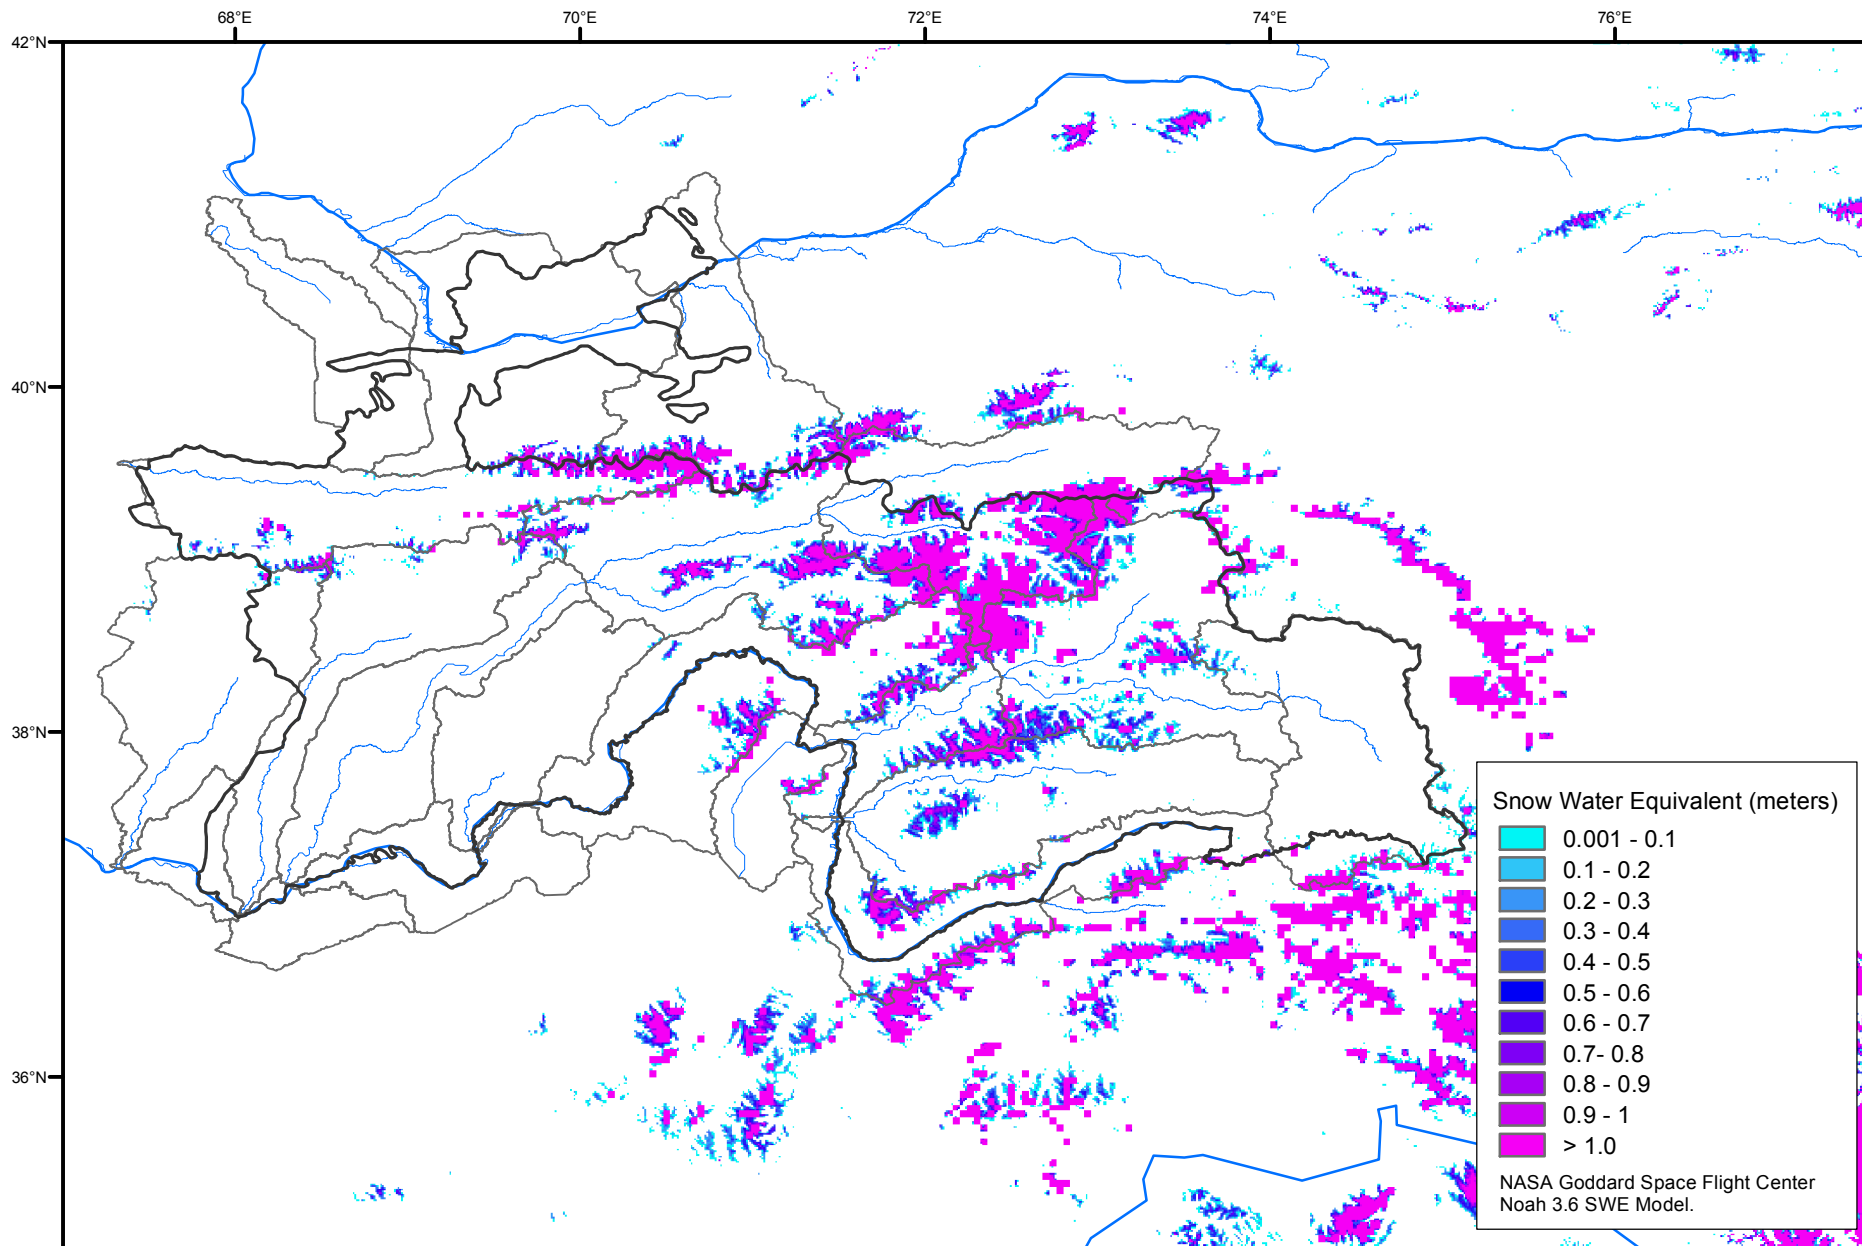 68°E 70°E 72°E 74°E 76°E
42°N
40°N
38°N
36°N
Snow Water Equivalent (meters)
0.001 - 0.1
0.1 - 0.2
0.2 - 0.3
0.3 - 0.4
0.4 - 0.5
0.5 - 0.6
0.6 - 0.7
0.7- 0.8
0.8 - 0.9
0.9 - 1
> 1.0
NASA Goddard Space Flight Center
Noah 3.6 SWE Model.